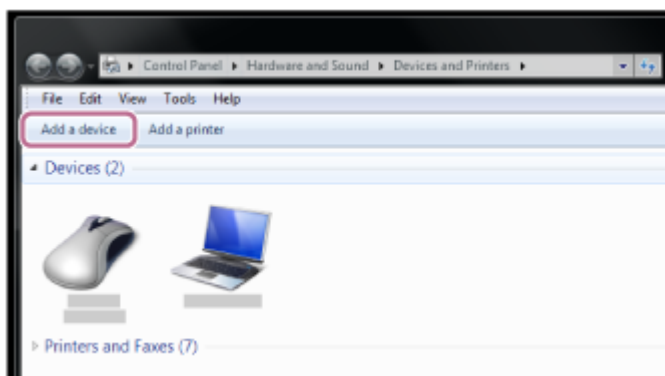 Control Panel ▸ Hardware and Sound ▸ Devices and Printers ▸
File Edit View Tools Help
Add a device Add a printer
Devices (2)
Printers and Faxes (7)